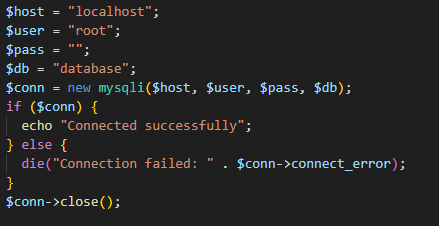 $host = "localhost";
$user = "root";
$pass = "";
$db = "database";
$conn = new mysqli($host, $user, $pass, $db);
if ($conn) {
  echo "Connected successfully";
} else {
  die("Connection failed: " . $conn->connect_error);
}
$conn->close();